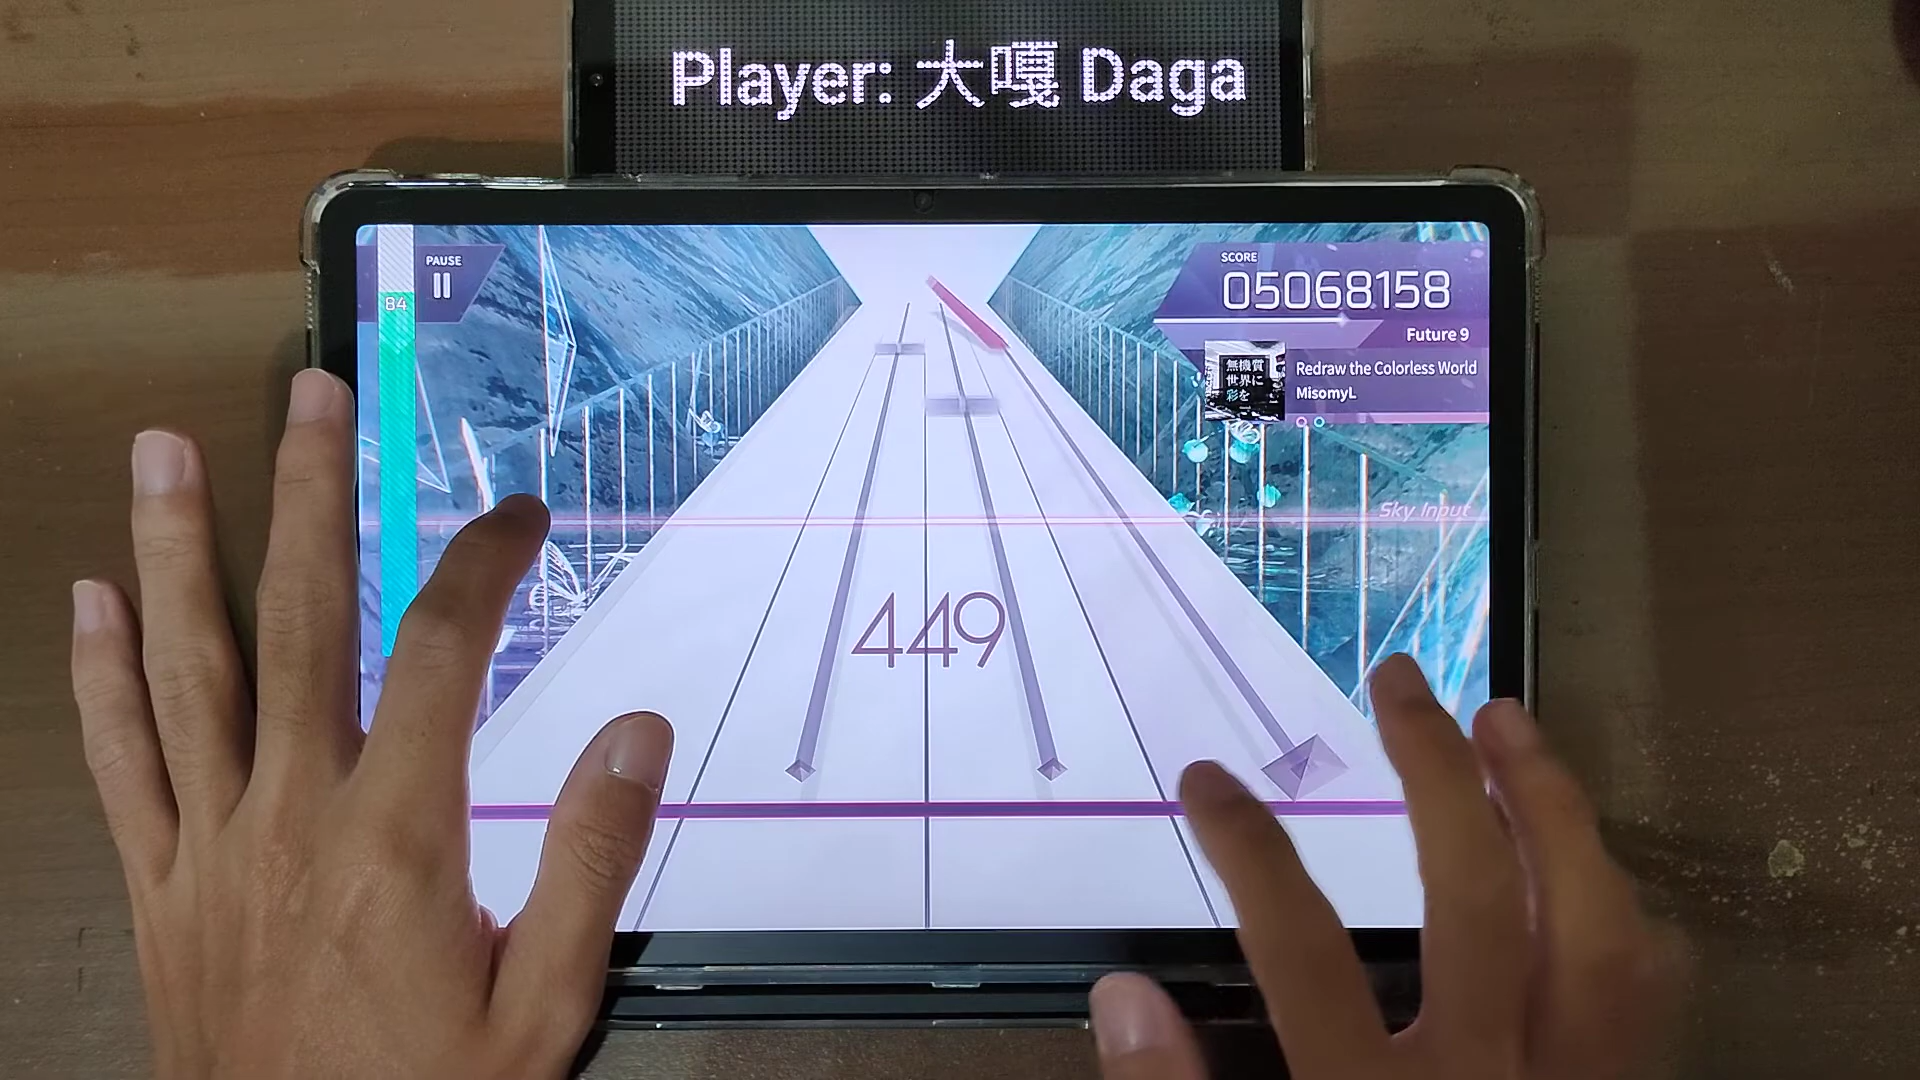 Player: 大嘎 Daga
PAUSE
84
SCORE
05068158
Future 9
無機質
世界に
彩を
Redraw the Colorless World
MisomyL
Sky Input
449